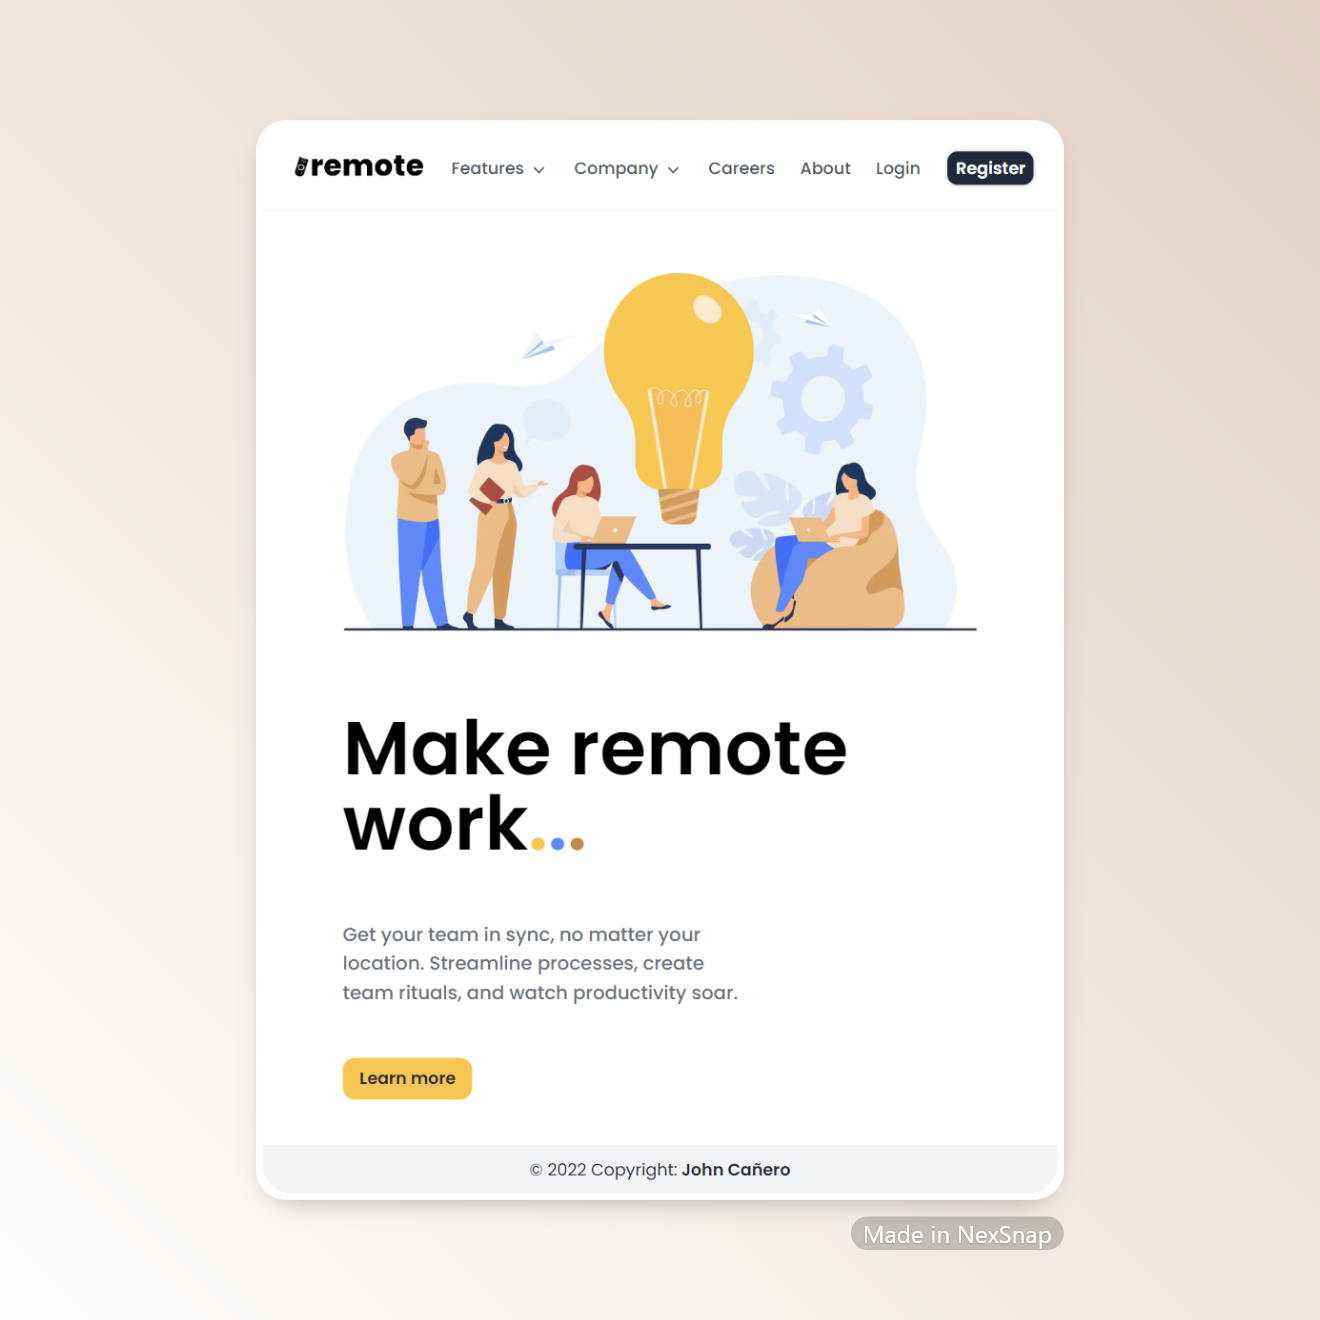 remote
Features
Company
Careers
About
Login
Register
Make remote
work...
Get your team in sync, no matter your
location. Streamline processes, create
team rituals, and watch productivity soar.
Learn more
© 2022 Copyright: John Cañero
Made in NexSnap